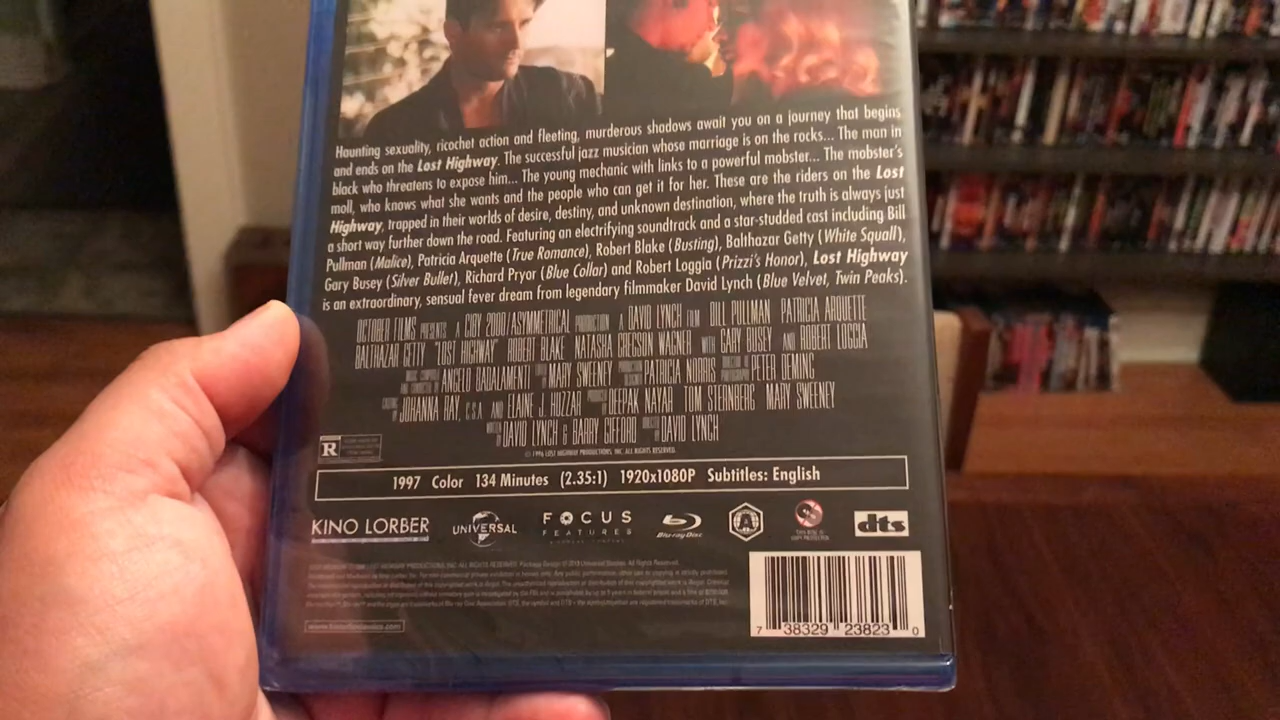 Haunting sexuality, ricochet action and fleeting, murderous shadows await you on a journey that begins
and ends on the Lost Highway. The successful jazz musician whose marriage is on the rocks... The man in
black who threatens to expose him... The young mechanic with links to a powerful mobster... The mobster's
moll, who knows what she wants and the people who can get it for her. These are the riders on the Lost
Highway, trapped in their worlds of desire, destiny, and unknown destination, where the truth is always just
a short way further down the road. Featuring an electrifying soundtrack and a star-studded cast including Bill
Pullman (Malice), Patricia Arquette (True Romance), Robert Blake (Busting), Balthazar Getty (White Squall),
Gary Busey (Silver Bullet), Richard Pryor (Blue Collar) and Robert Loggia (Prizzi's Honor), Lost Highway
is an extraordinary, sensual fever dream from legendary filmmaker David Lynch (Blue Velvet, Twin Peaks).
OCTOBER FILMS PRESENTS A CIBY 2000/ASYMMETRICAL PRODUCTION A DAVID LYNCH FILM BILL PULLMAN PATRICIA ARQUETTE
BALTHAZAR GETTY "LOST HIGHWAY" ROBERT BLAKE NATASHA GREGSON WAGNER WITH GARY BUSEY AND ROBERT LOGGIA
ANGELO BADALAMENTI MARY SWEENEY PATRICIA NORRIS PETER DEMING
JOHANNA RAY, C.S.A. AND ELAINE J. HUZZAR DEEPAK NAYAR TOM STERNBERG MARY SWEENEY
DAVID LYNCH & BARRY GIFFORD DAVID LYNCH
© 1996 LOST HIGHWAY PRODUCTIONS, INC. ALL RIGHTS RESERVED.
R
1997 Color 134 Minutes (2.35:1) 1920x1080P Subtitles: English
KINO LORBER UNIVERSAL FOCUS FEATURES Blu-ray Disc A dts
7 38329 23823 0
www.kinolorber.com